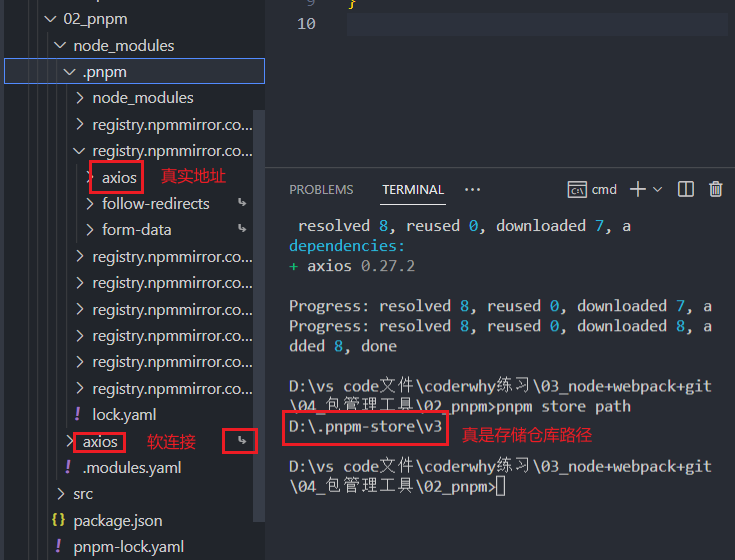 02_pnpm
node_modules
.pnpm
node_modules
registry.npmmirror.co...
registry.npmmirror.co...
axios 真实地址
follow-redirects
form-data
registry.npmmirror.co...
registry.npmmirror.co...
registry.npmmirror.co...
registry.npmmirror.co...
registry.npmmirror.co...
registry.npmmirror.co...
lock.yaml
axios 软连接
.modules.yaml
src
package.json
pnpm-lock.yaml
}
10
PROBLEMS TERMINAL ... cmd
resolved 8, reused 0, downloaded 7, a
dependencies:
+ axios 0.27.2
Progress: resolved 8, reused 0, downloaded 7, a
Progress: resolved 8, reused 0, downloaded 8, a
dded 8, done
D:\vs code文件\coderwhy练习\03_node+webpack+git
\04_包管理工具\02_pnpm>pnpm store path
D:\.pnpm-store\v3 真是存储仓库路径
D:\vs code文件\coderwhy练习\03_node+webpack+git
\04_包管理工具\02_pnpm>